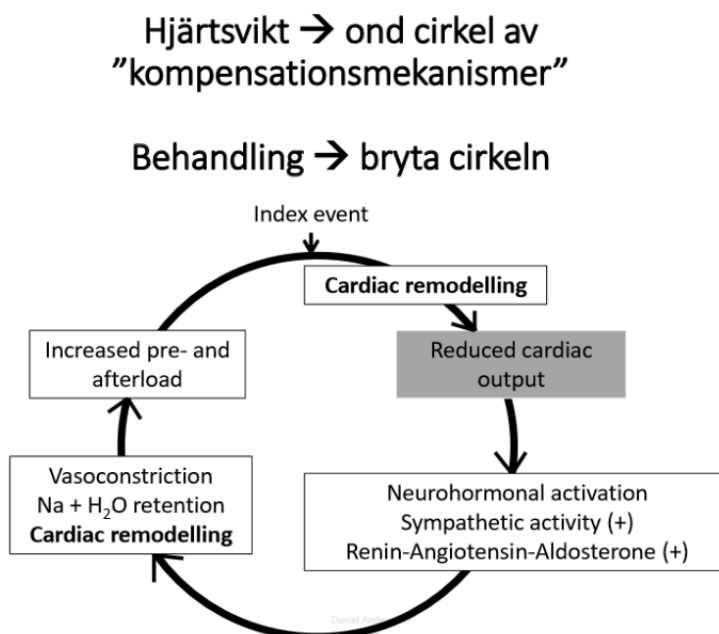 Hjärtsvikt → ond cirkel av
”kompensationsmekanismer”
Behandling → bryta cirkeln
Index event
Cardiac remodelling
Reduced cardiac
output
Increased pre- and
afterload
Neurohormonal activation
Sympathetic activity (+)
Renin-Angiotensin-Aldosterone (+)
Vasoconstriction
Na + H₂O retention
Cardiac remodelling
Daniel